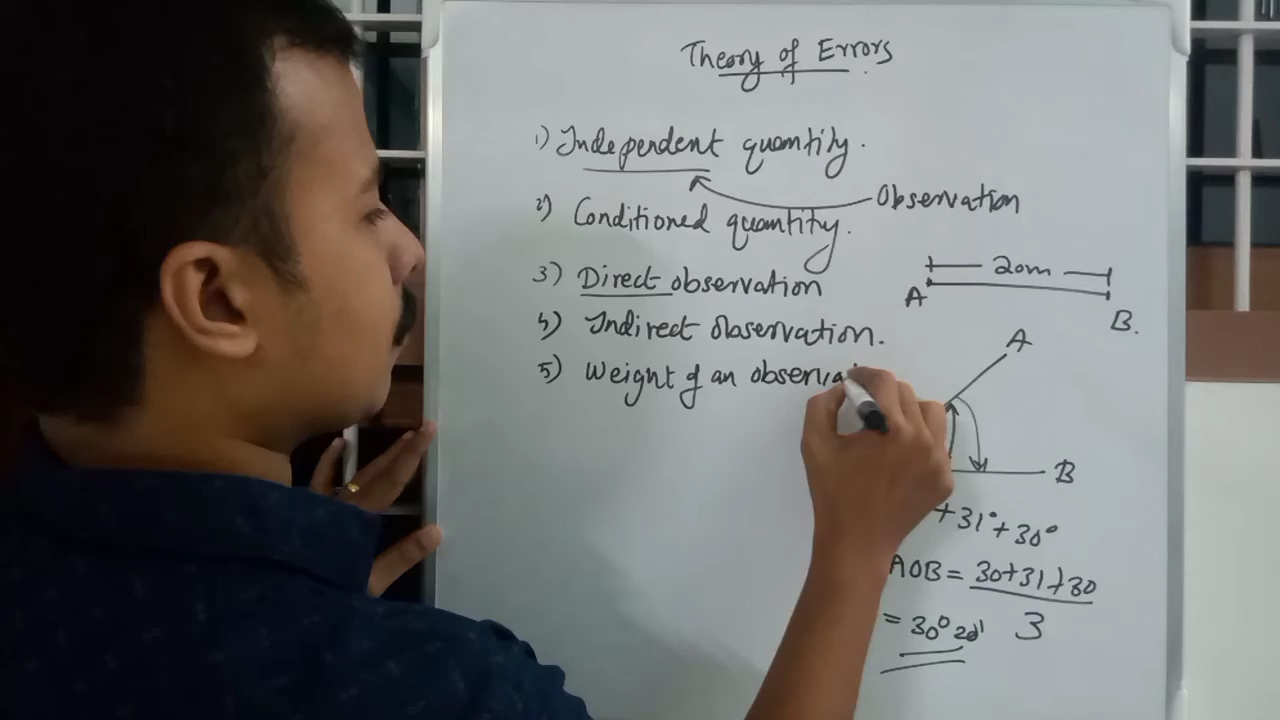 Theory of Errors
1) Independent quantity.
Observation
2) Conditioned quantity.
3) Direct observation
20m
A
B.
4) Indirect observation.
A
5) Weight of an
B
+31°+30°
AOB = 30+31+30
3
= 30°20'